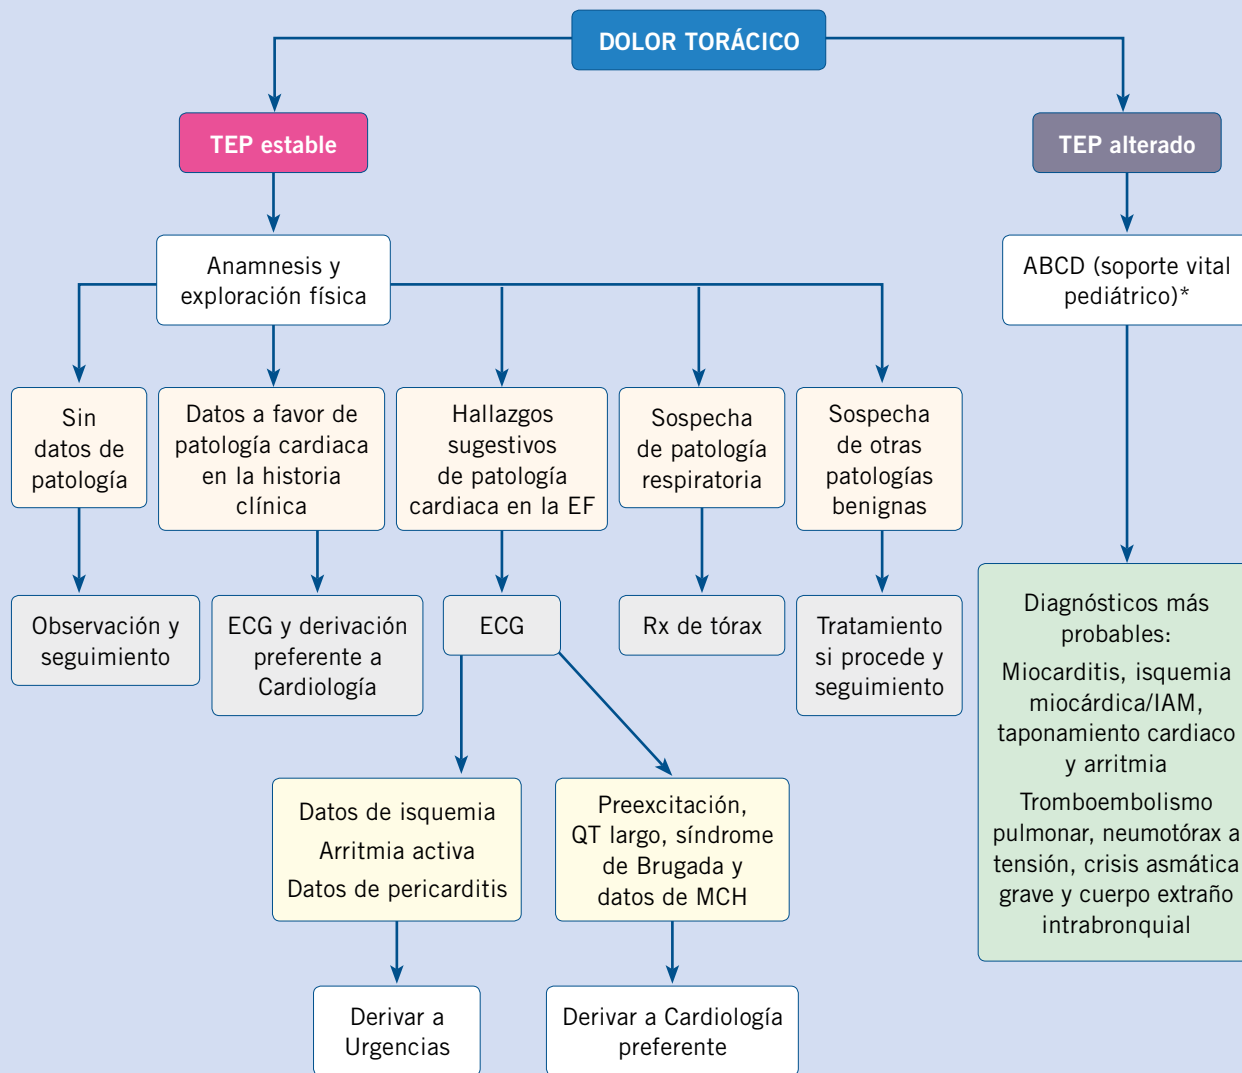 DOLOR TORÁCICO
TEP estable
TEP alterado
Anamnesis y
exploración física
ABCD (soporte vital
pediátrico)*
Sin
datos de
patología
Datos a favor de
patología cardiaca
en la historia
clínica
Hallazgos
sugestivos
de patología
cardiaca en la EF
Sospecha
de patología
respiratoria
Sospecha
de otras
patologías
benignas
Observación y
seguimiento
ECG y derivación
preferente a
Cardiología
ECG
Rx de tórax
Tratamiento
si procede y
seguimiento
Diagnósticos más
probables:
Miocarditis, isquemia
miocárdica/IAM,
taponamiento cardiaco
y arritmia
Tromboembolismo
pulmonar, neumotórax a
tensión, crisis asmática
grave y cuerpo extraño
intrabronquial
Datos de isquemia
Arritmia activa
Datos de pericarditis
Preexcitación,
QT largo, síndrome
de Brugada y
datos de MCH
Derivar a
Urgencias
Derivar a Cardiología
preferente